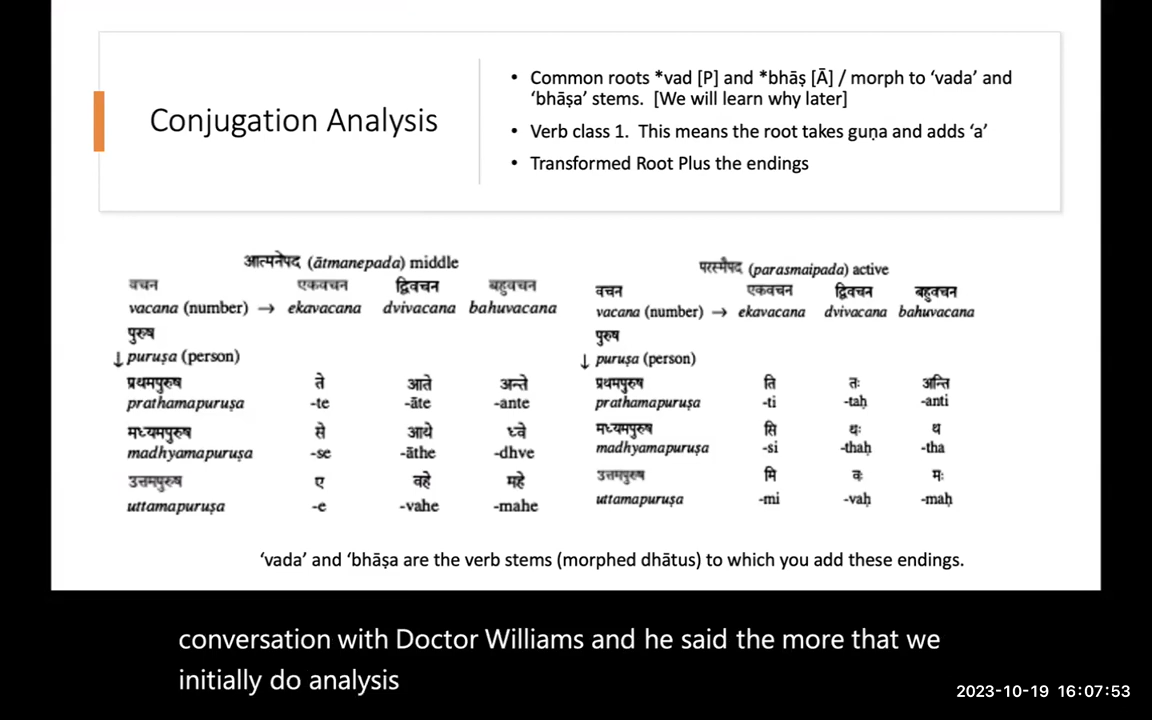 Conjugation Analysis
• Common roots *vad [P] and *bhāṣ [Ā] / morph to ‘vada’ and
‘bhāṣa’ stems. [We will learn why later]
• Verb class 1. This means the root takes guṇa and adds ‘a’
• Transformed Root Plus the endings
आत्मनेपद (ātmanepada) middle
वचन एकवचन द्विवचन बहुवचन
vacana (number) → ekavacana dvivacana bahuvacana
पुरुष
↓ puruṣa (person)
प्रथमपुरुष ते आते अन्ते
prathamapuruṣa -te -āte -ante
मध्यमपुरुष से आथे ध्वे
madhyamapuruṣa -se -āthe -dhve
उत्तमपुरुष ए वहे महे
uttamapuruṣa -e -vahe -mahe
परस्मैपद (parasmaipada) active
वचन एकवचन द्विवचन बहुवचन
vacana (number) → ekavacana dvivacana bahuvacana
पुरुष
↓ puruṣa (person)
प्रथमपुरुष ति तः अन्ति
prathamapuruṣa -ti -taḥ -anti
मध्यमपुरुष सि थः थ
madhyamapuruṣa -si -thaḥ -tha
उत्तमपुरुष मि वः मः
uttamapuruṣa -mi -vaḥ -maḥ
‘vada’ and ‘bhāṣa are the verb stems (morphed dhātus) to which you add these endings.
conversation with Doctor Williams and he said the more that we
initially do analysis
2023-10-19 16:07:53